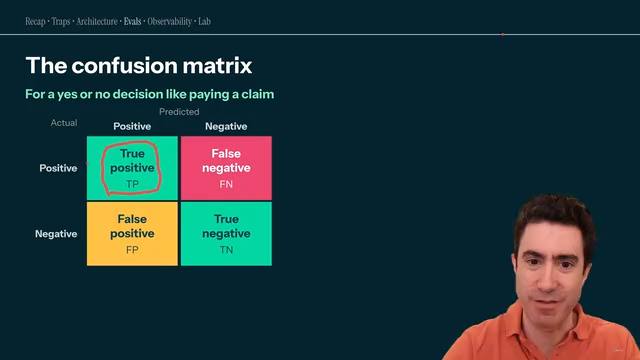 Recap • Traps • Architecture • Evals • Observability • Lab
The confusion matrix
For a yes or no decision like paying a claim
Predicted
Actual
Positive
Negative
Positive
True
positive
TP
False
negative
FN
Negative
False
positive
FP
True
negative
TN